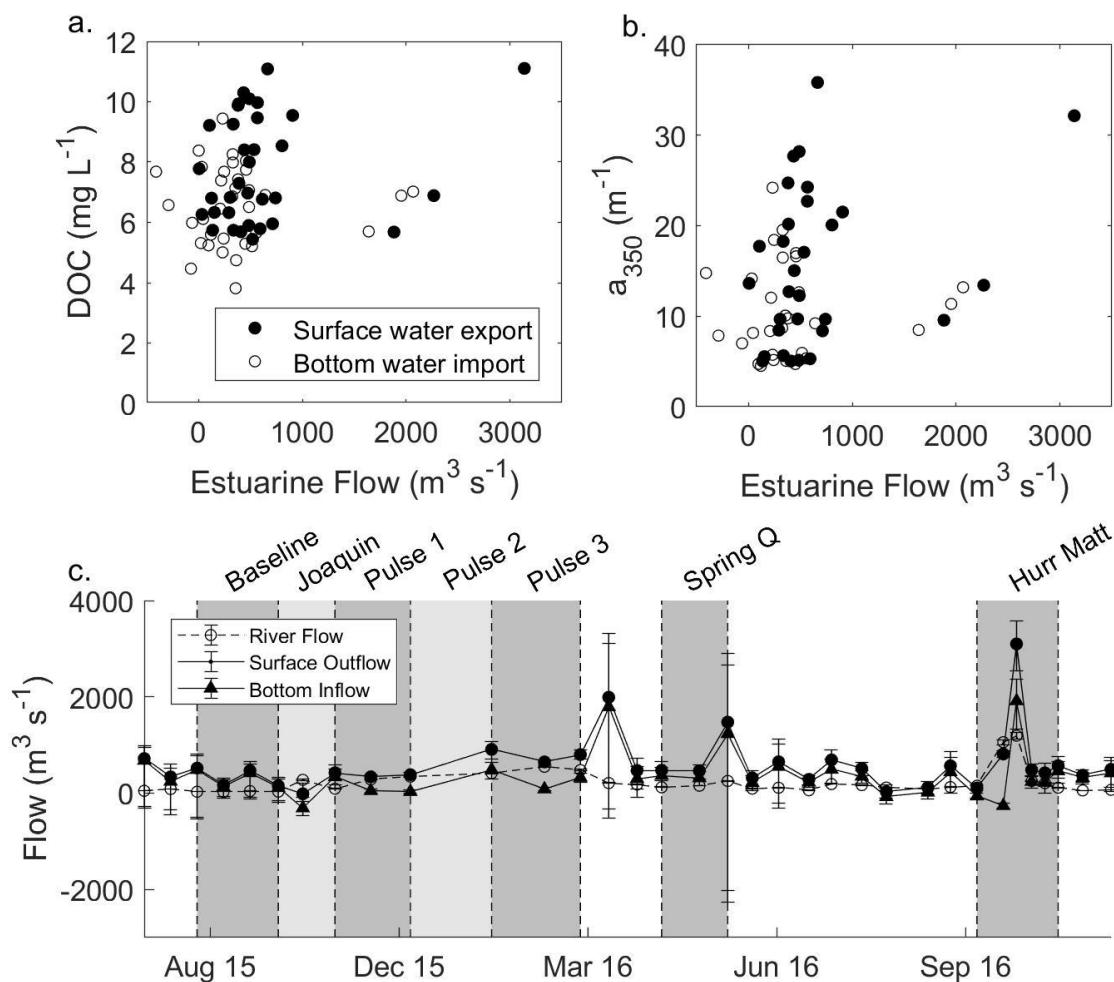 a.
12
10
8
6
4
2
0
DOC (mg L⁻¹)
Surface water export
Bottom water import
0 1000 2000 3000
Estuarine Flow (m³ s⁻¹)
b.
40
30
20
10
0
a₃₅₀ (m⁻¹)
0 1000 2000 3000
Estuarine Flow (m³ s⁻¹)
c.
Baseline
Joaquin
Pulse 1
Pulse 2
Pulse 3
Spring Q
Hurr Matt
4000
2000
0
-2000
Flow (m³ s⁻¹)
River Flow
Surface Outflow
Bottom Inflow
Aug 15 Dec 15 Mar 16 Jun 16 Sep 16